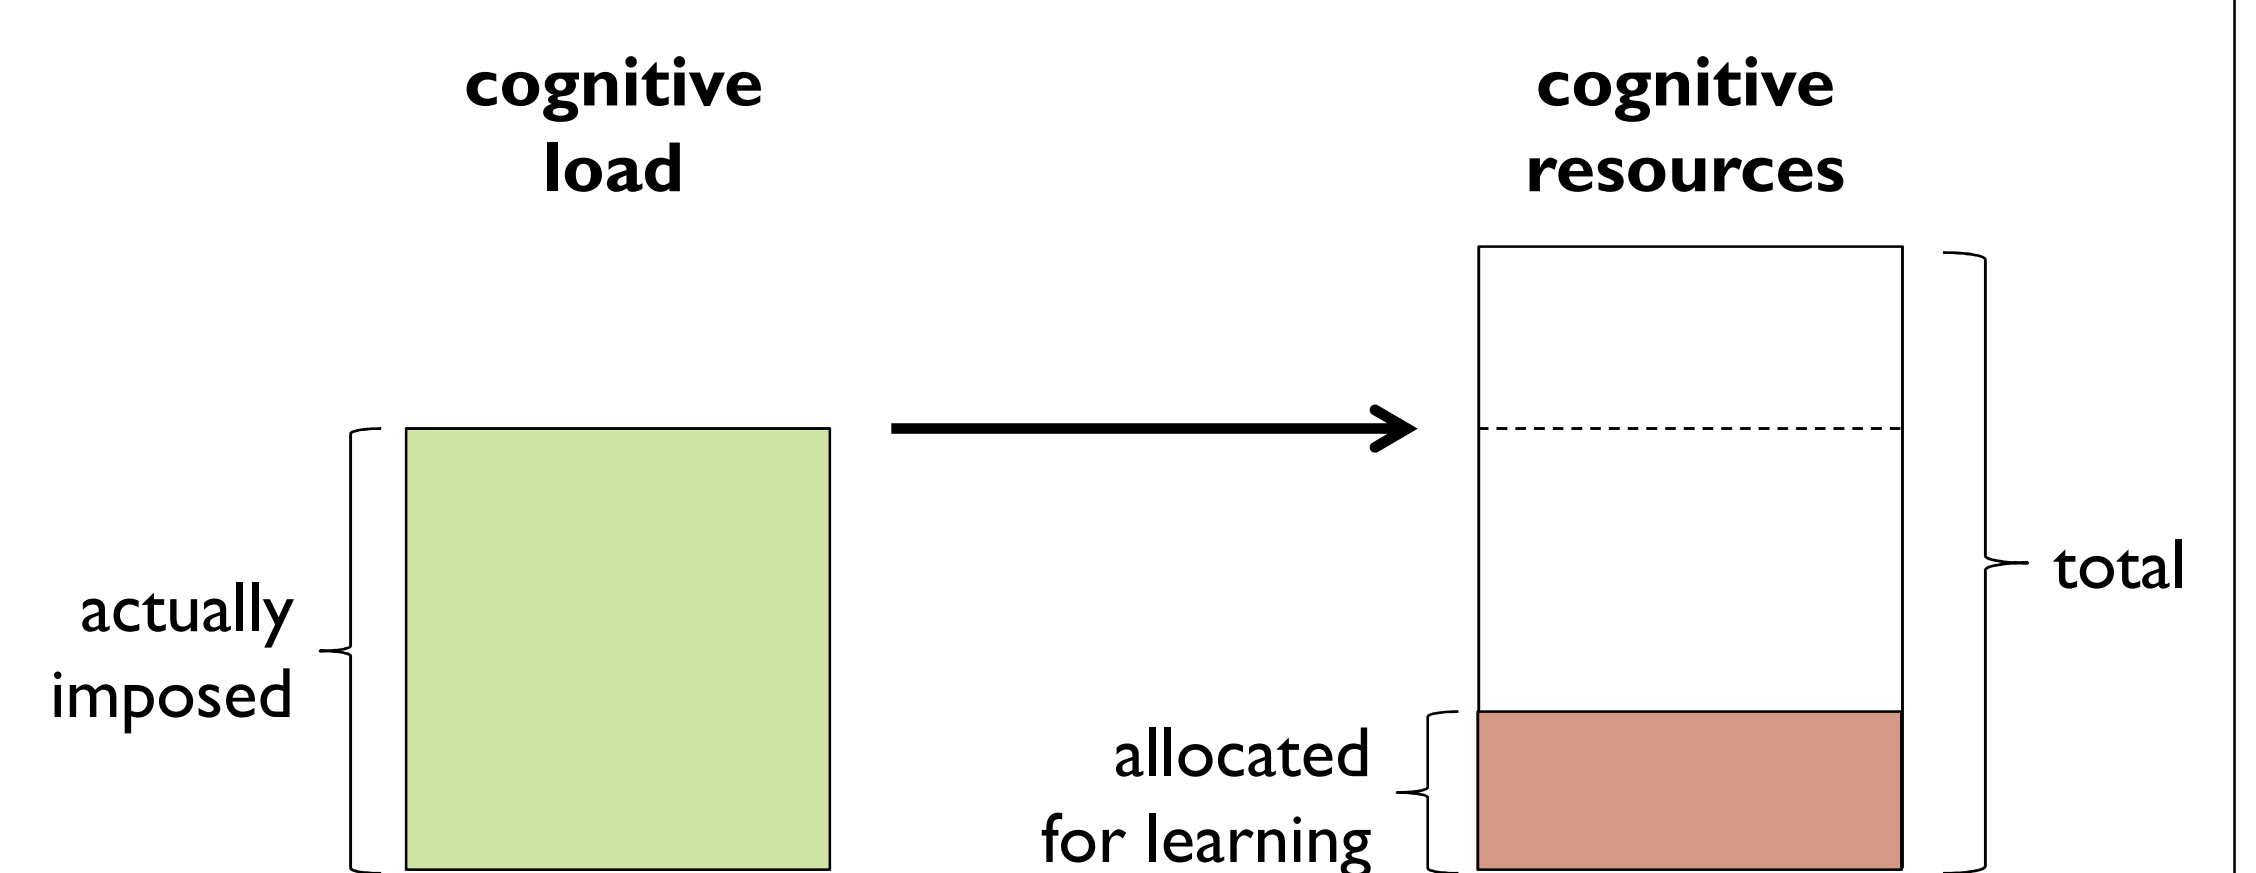 cognitive
load
cognitive
resources
actually
imposed
total
allocated
for learning